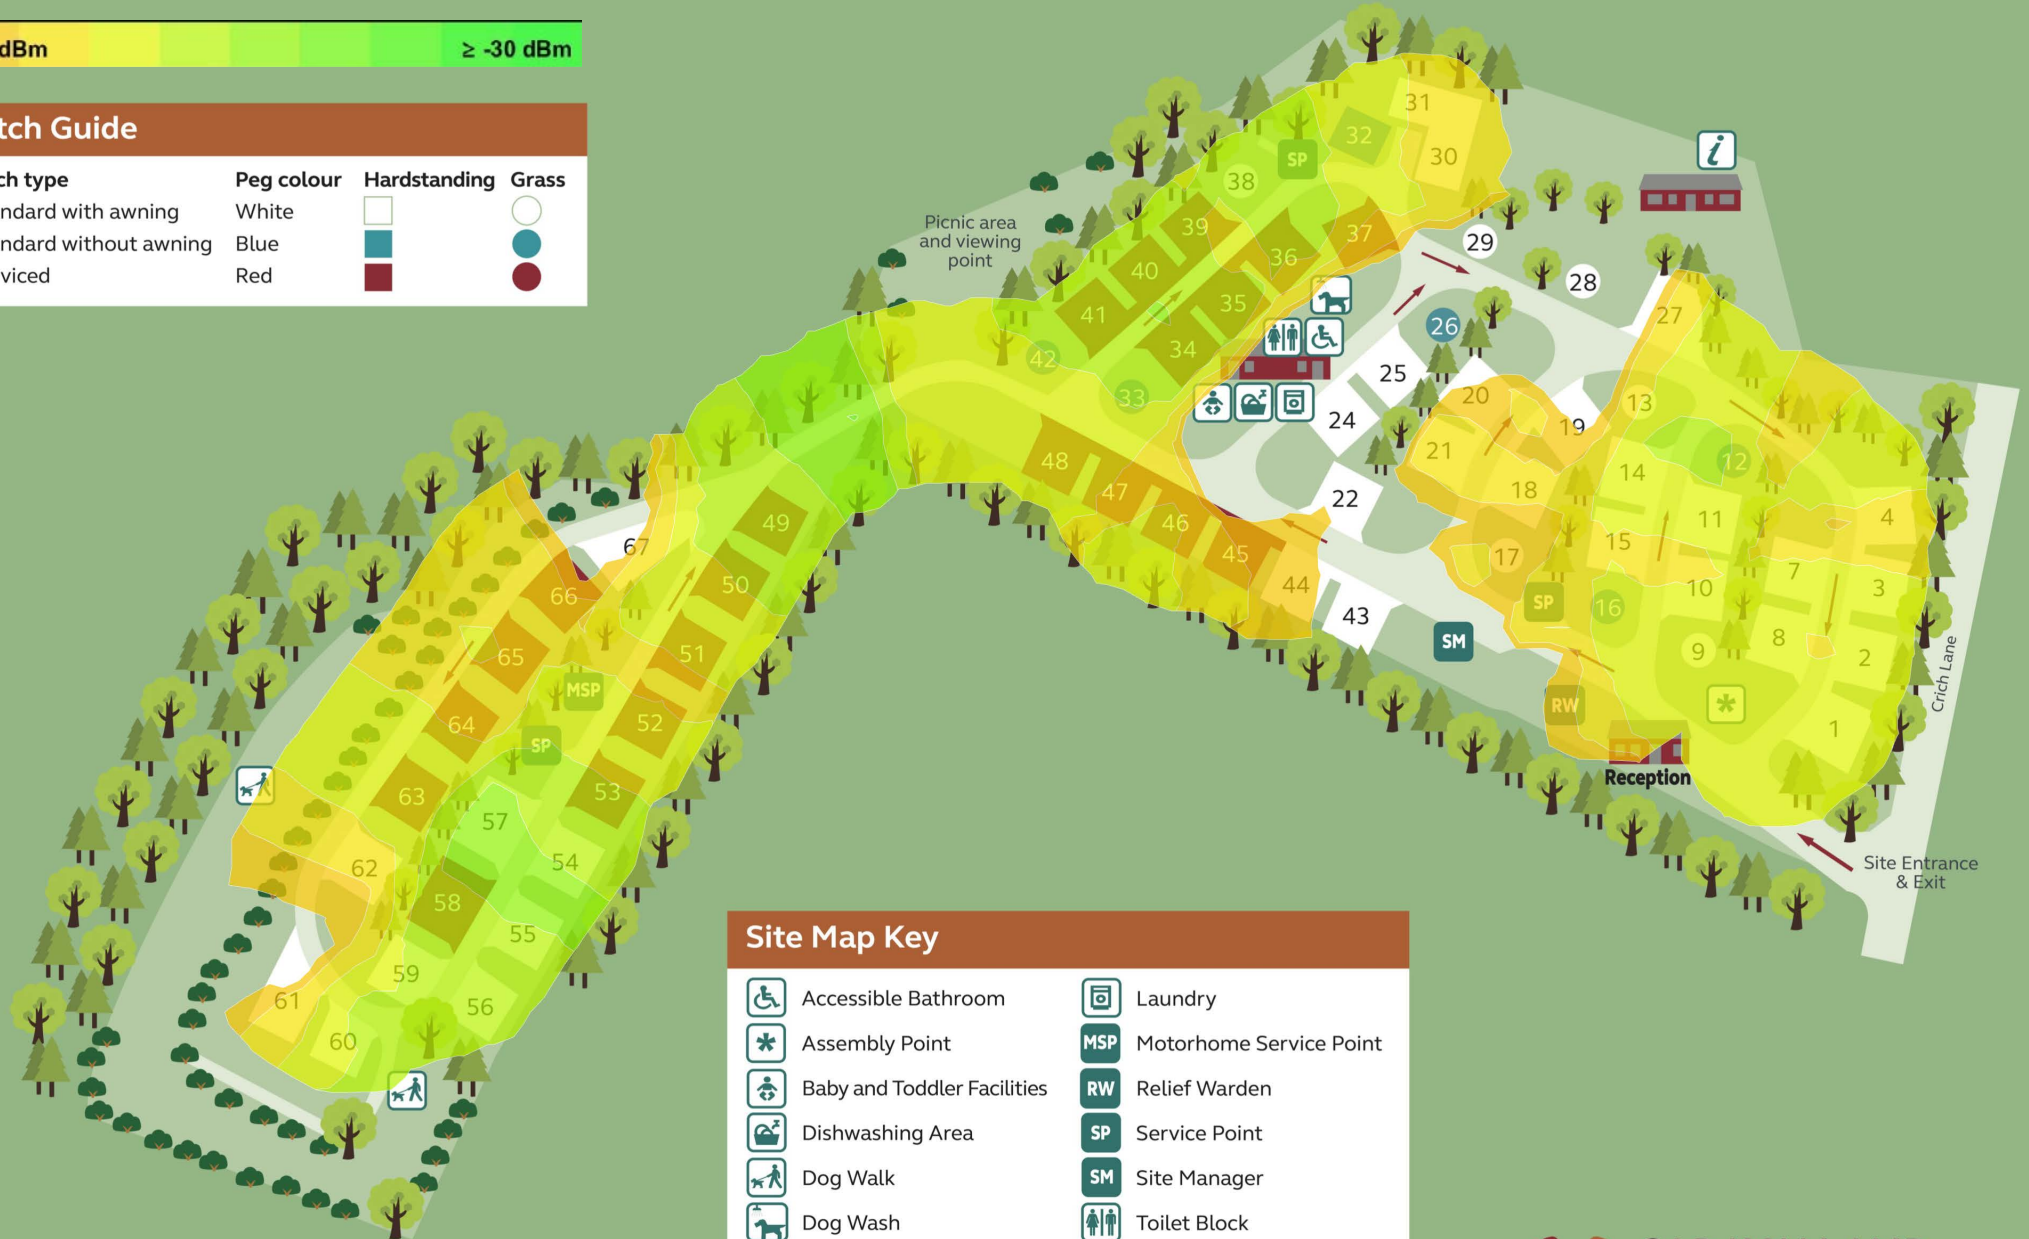 dBm
≥ -30 dBm
tch Guide
ch type Peg colour Hardstanding Grass
ndard with awning White
ndard without awning Blue
viced Red
Picnic area
and viewing
point
31
32
30
SP
38
39
37
29
36
28
40
35
41
27
26
34
42
25
33
20
13
24
19
21
48
12
14
47
18
22
4
46
11
49
15
45
17
67
7
44
10
3
50
66
SP
16
43
8
SM
9
2
51
65
Crich Lane
MSP
RW
1
52
64
SP
Reception
53
63
57
54
62
Site Entrance
& Exit
58
55
59
61
56
60
Site Map Key
Accessible Bathroom
Laundry
Assembly Point
MSP Motorhome Service Point
Baby and Toddler Facilities
RW Relief Warden
Dishwashing Area
SP Service Point
Dog Walk
SM Site Manager
Dog Wash
Toilet Block